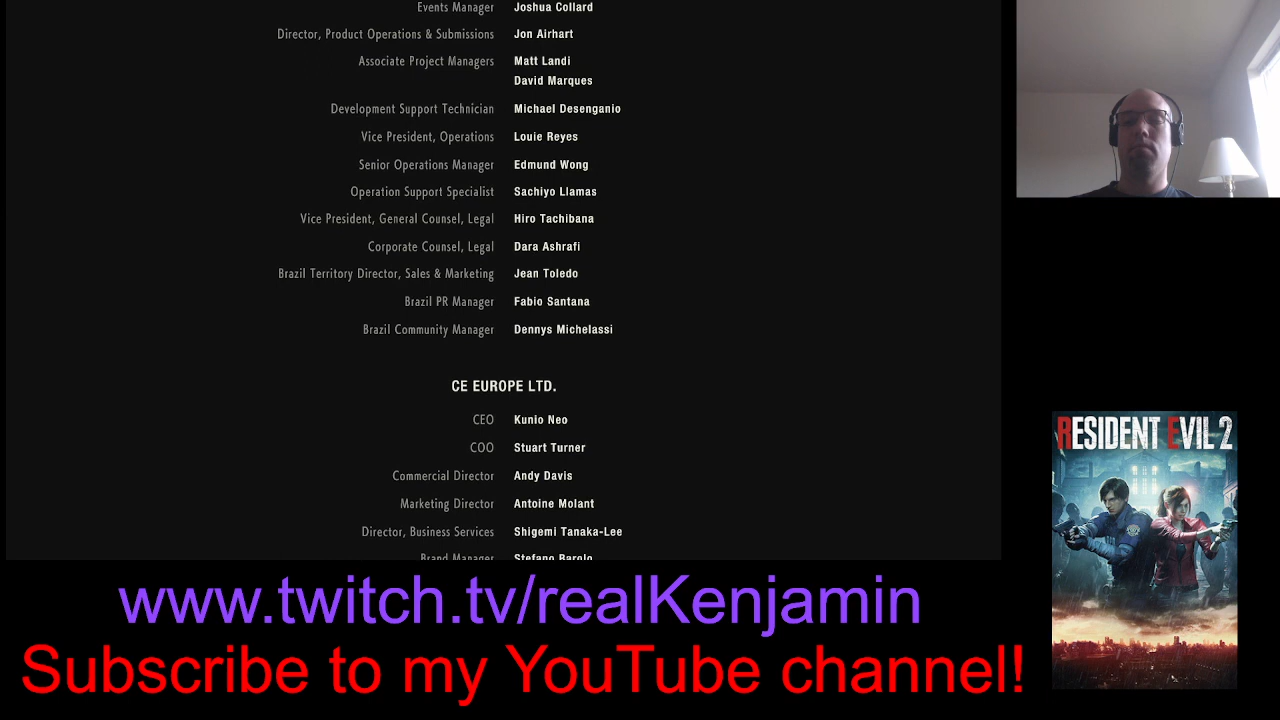 Events Manager Joshua Collard
Director, Product Operations & Submissions Jon Airhart
Associate Project Managers Matt Landi
David Marques
Development Support Technician Michael Desenganio
Vice President, Operations Louie Reyes
Senior Operations Manager Edmund Wong
Operation Support Specialist Sachiyo Llamas
Vice President, General Counsel, Legal Hiro Tachibana
Corporate Counsel, Legal Dara Ashrafi
Brazil Territory Director, Sales & Marketing Jean Toledo
Brazil PR Manager Fabio Santana
Brazil Community Manager Dennys Michelassi
CE EUROPE LTD.
CEO Kunio Neo
COO Stuart Turner
Commercial Director Andy Davis
Marketing Director Antoine Molant
Director, Business Services Shigemi Tanaka-Lee
Brand Manager Stefano Barolo
RESIDENT EVIL 2
www.twitch.tv/realKenjamin
Subscribe to my YouTube channel!